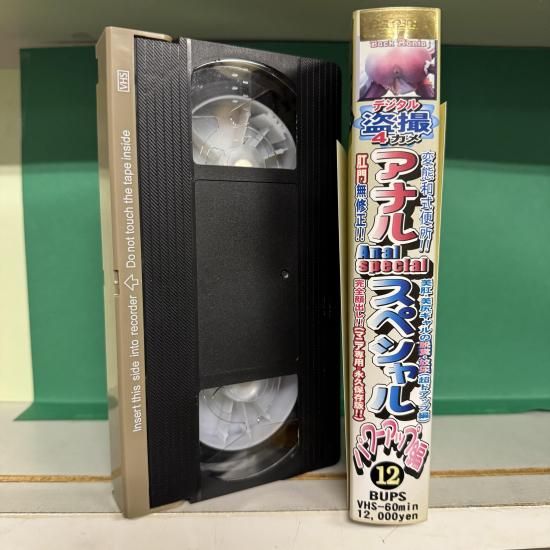 VHS
Do not touch the tape inside
Insert this side into recorder
Back Mania
デジタル
盗撮
4カメ
変態和式便所!!
アナル
Anal
special
スペシャル
肛門無修正!!
完全顔出し!!(マニア専用・永久保存版!!)
パワーアップ編
12
BUPS
VHS-60min
12,000yen